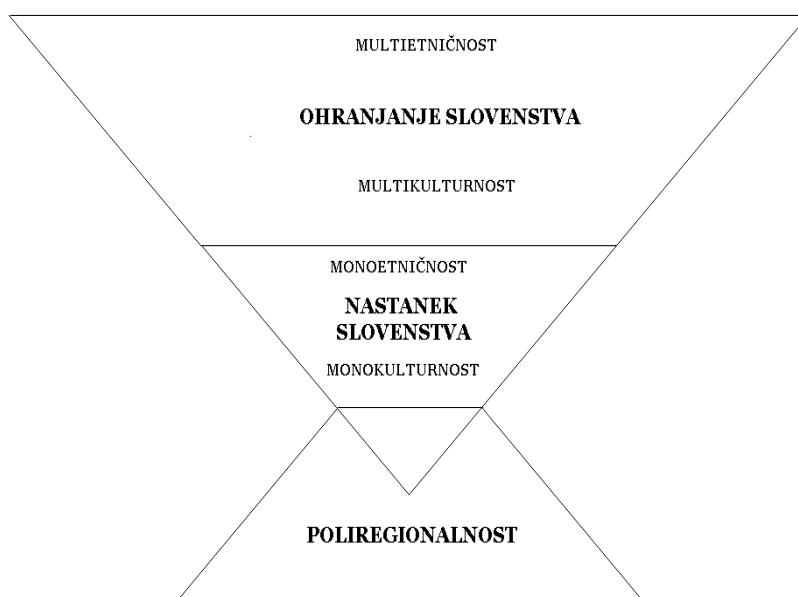 MULTIETNIČNOST
OHRANJANJE SLOVENSTVA
MULTIKULTURNOST
MONOETNIČNOST
NASTANEK
SLOVENSTVA
MONOKULTURNOST
POLIREGIONALNOST